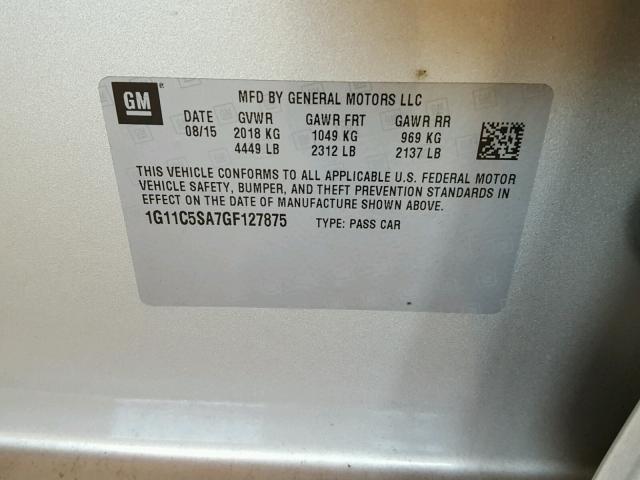 GM
MFD BY GENERAL MOTORS LLC
DATE GVWR GAWR FRT GAWR RR
08/15 2018 KG 1049 KG 969 KG
4449 LB 2312 LB 2137 LB
THIS VEHICLE CONFORMS TO ALL APPLICABLE U.S. FEDERAL MOTOR
VEHICLE SAFETY, BUMPER, AND THEFT PREVENTION STANDARDS IN
EFFECT ON THE DATE OF MANUFACTURE SHOWN ABOVE.
1G11C5SA7GF127875 TYPE: PASS CAR